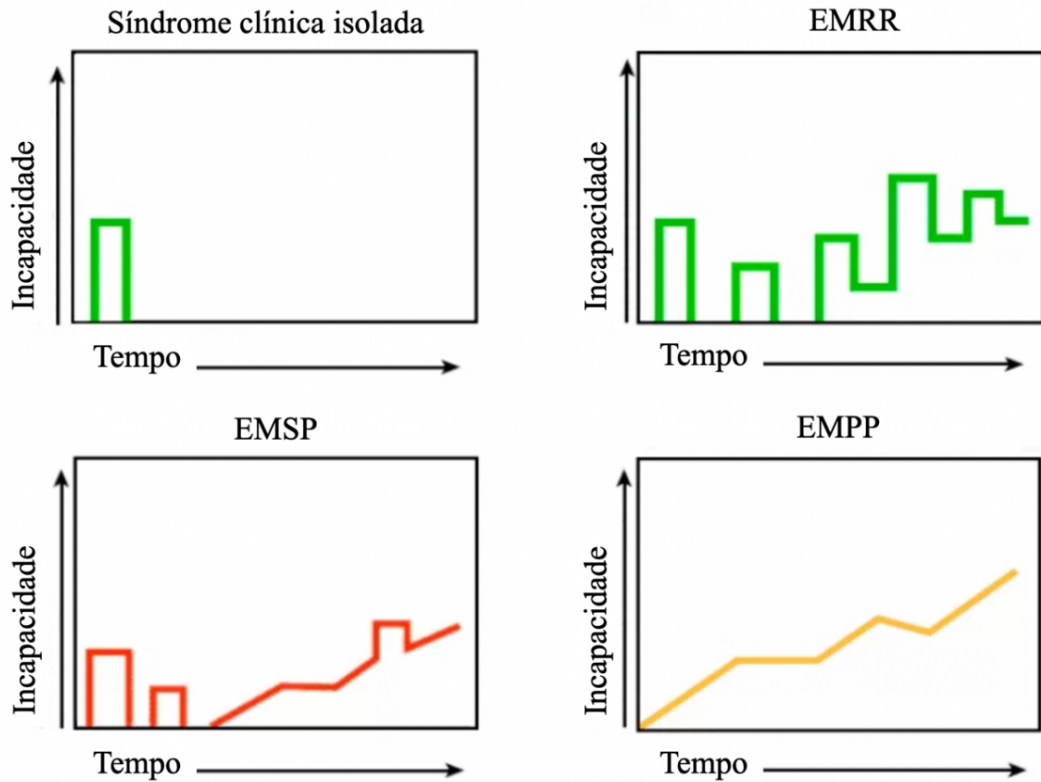 Síndrome clínica isolada
Incapacidade
Tempo
EMRR
Incapacidade
Tempo
EMSP
Incapacidade
Tempo
EMPP
Incapacidade
Tempo